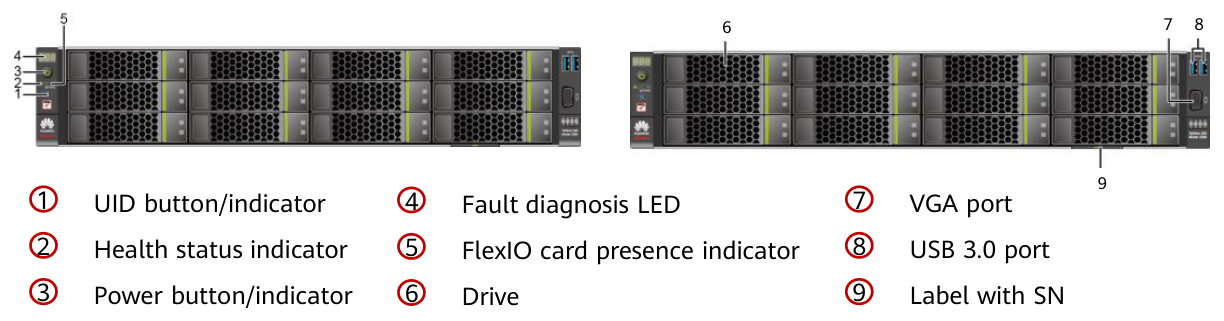 5
4
3
2
1
6
7
8
9
1 UID button/indicator
2 Health status indicator
3 Power button/indicator
4 Fault diagnosis LED
5 FlexIO card presence indicator
6 Drive
7 VGA port
8 USB 3.0 port
9 Label with SN